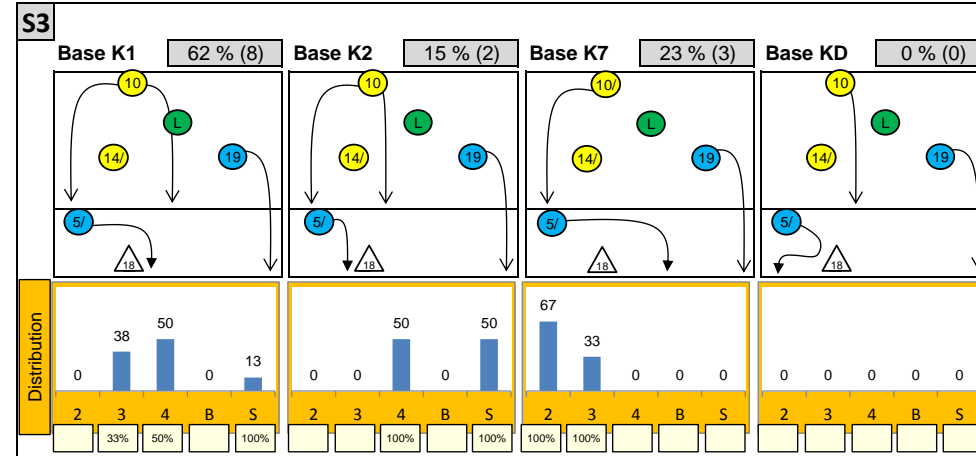 S3
Base K1 62 % (8) Base K2 15 % (2) Base K7 23 % (3) Base KD 0 % (0)
10 10 10/ 10
L L L L
14/ 19 14/ 19 14/ 19 14/ 19
5/ 5/ 5/ 5/
18 18 18 18
Distribution
0 38 50 0 13 0 0 50 0 50 67 33 0 0 0 0 0 0 0 0
2 3 4 B S 2 3 4 B S 2 3 4 B S 2 3 4 B S
33% 50% 100% 100% 100% 100% 100%